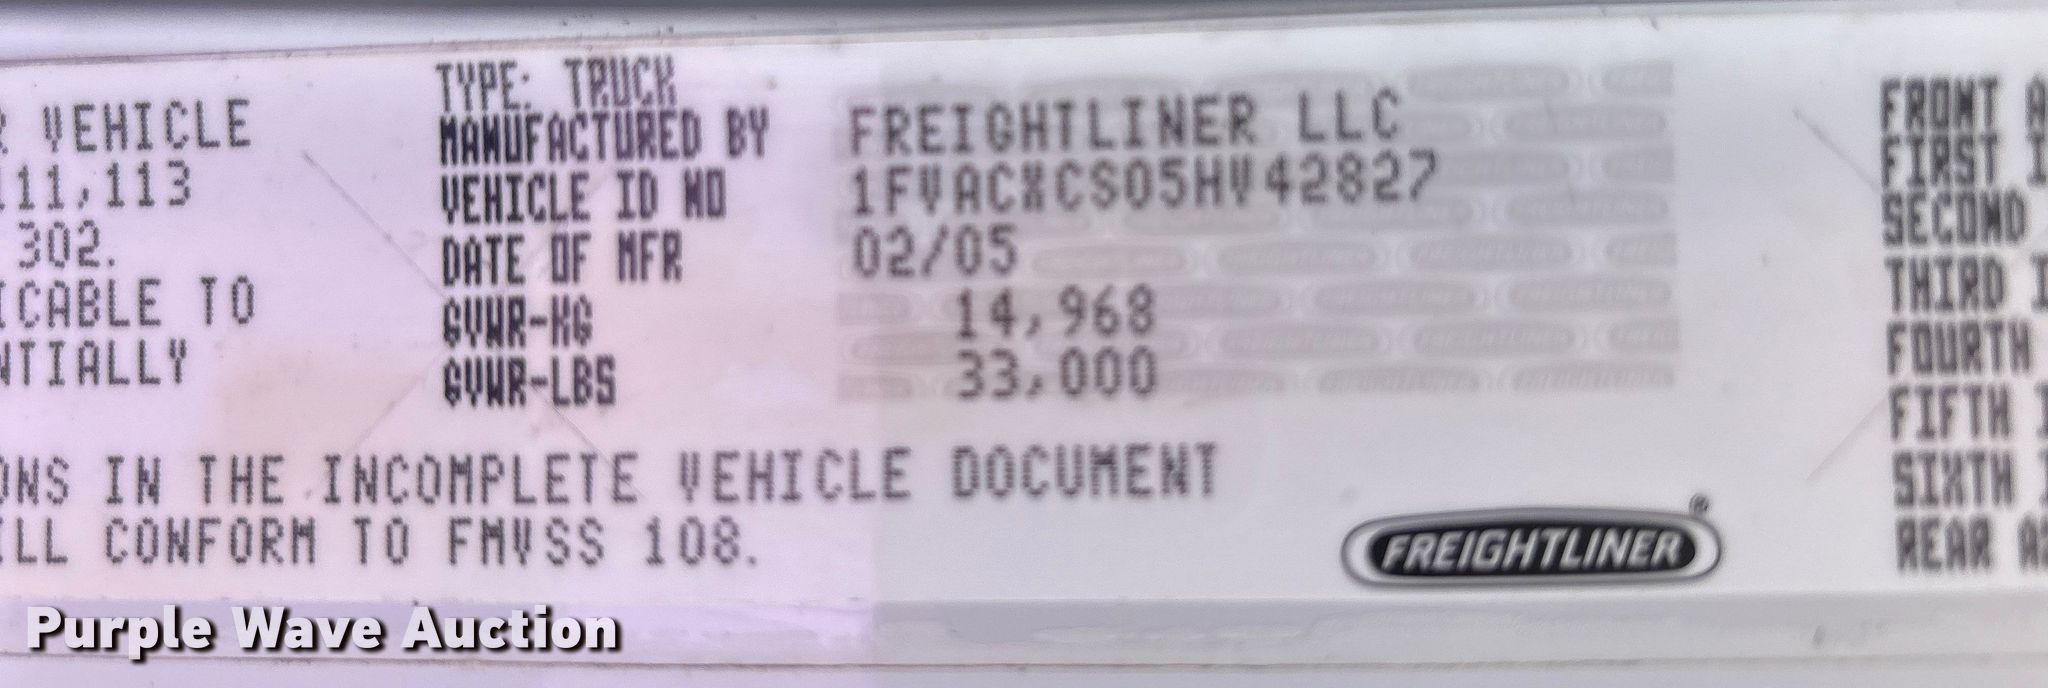 R VEHICLE
111,113
302.
ICABLE TO
NTIALLY
ONS IN THE INCOMPLETE VEHICLE DOCUMENT
ILL CONFORM TO FMVSS 108.
TYPE: TRUCK
MANUFACTURED BY FREIGHTLINER LLC
VEHICLE ID NO 1FVACXCS05HV42827
DATE OF MFR 02/05
GVWR-KG 14,968
GVWR-LBS 33,000
FREIGHTLINER®
FRONT A
FIRST I
SECOND
THIRD I
FOURTH
FIFTH I
SIXTH I
REAR A
Purple Wave Auction